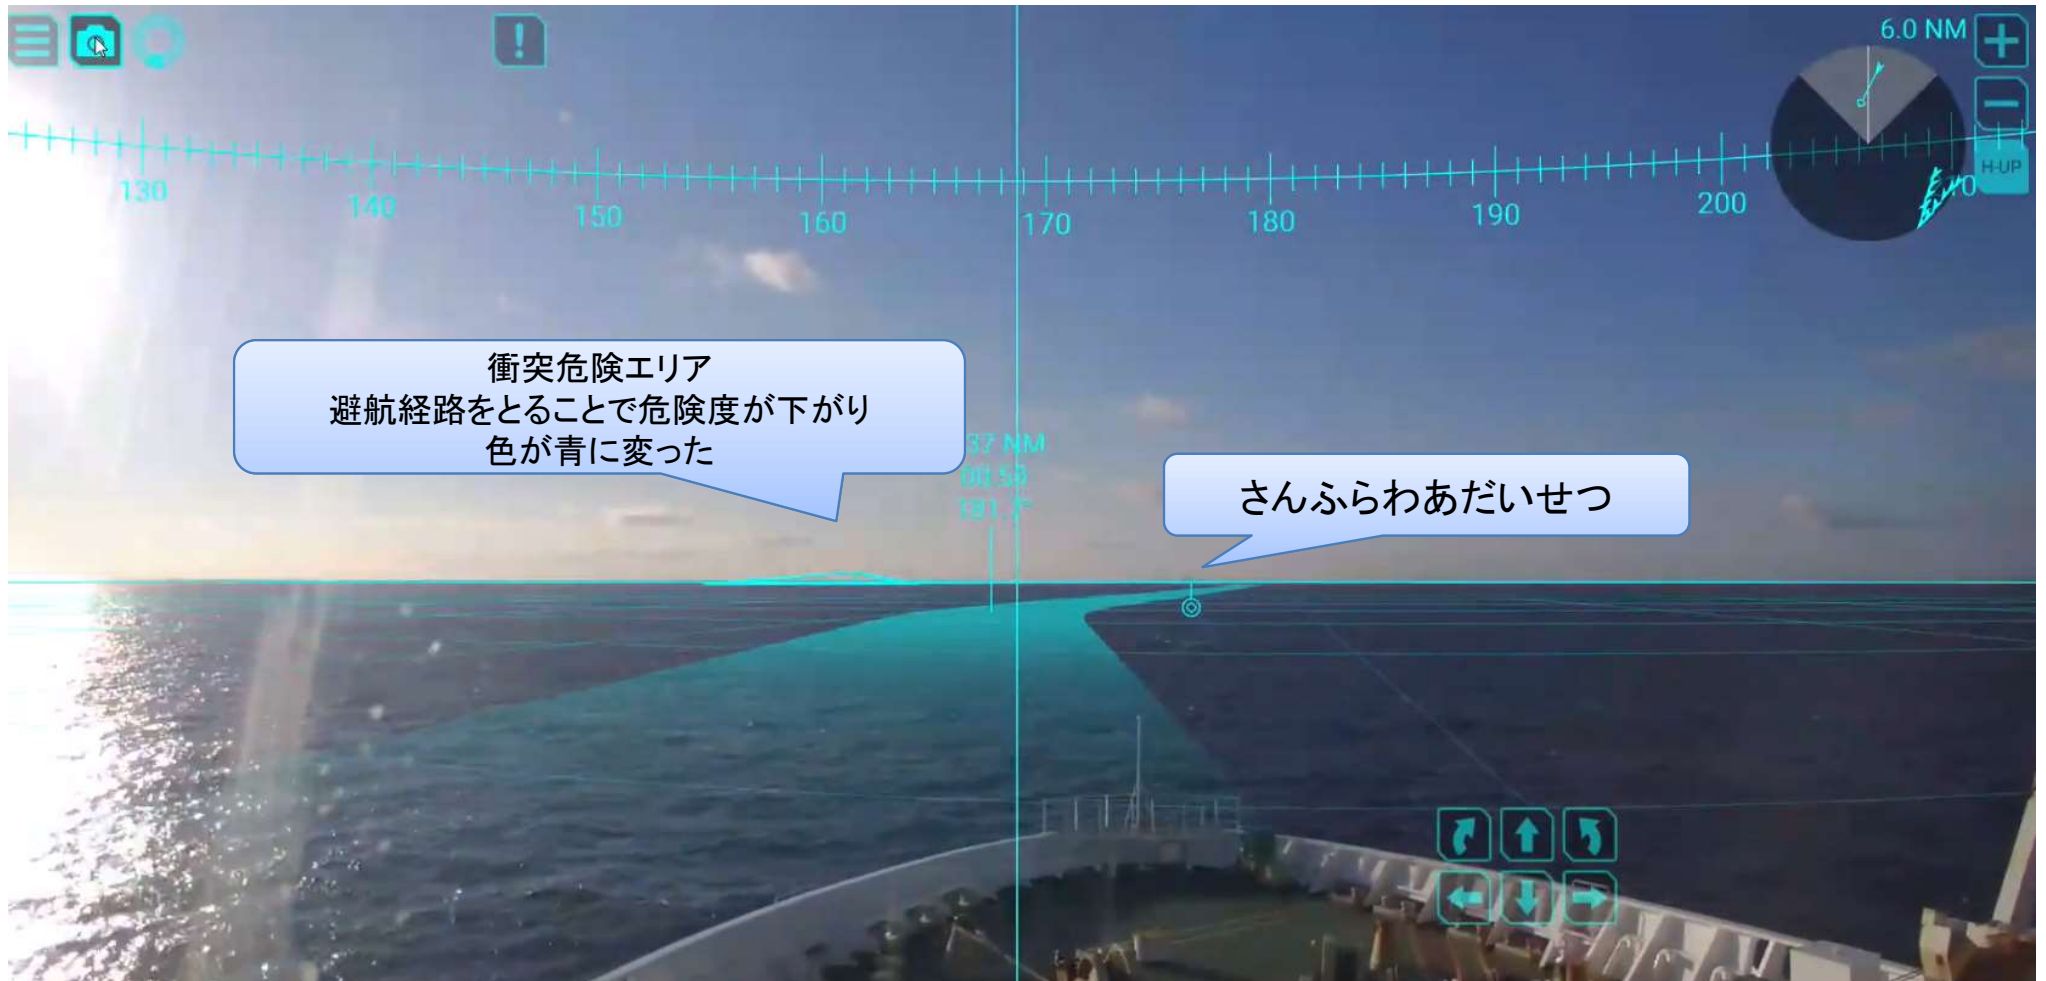 6.0 NM
H-UP
130
140
150
160
170
180
190
200
衝突危険エリア
避航経路をとることで危険度が下がり
色が青に変った
NM
さんふらわあだいせつ